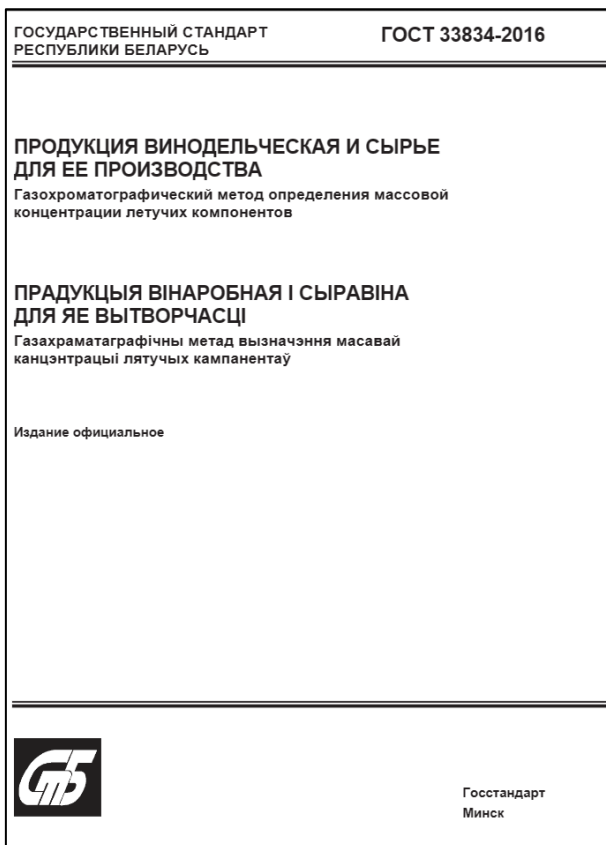 ГОСУДАРСТВЕННЫЙ СТАНДАРТ
РЕСПУБЛИКИ БЕЛАРУСЬ
ГОСТ 33834-2016
ПРОДУКЦИЯ ВИНОДЕЛЬЧЕСКАЯ И СЫРЬЕ
ДЛЯ ЕЕ ПРОИЗВОДСТВА
Газохроматографический метод определения массовой
концентрации летучих компонентов
ПРАДУКЦЫЯ ВІНАРОБНАЯ І СЫРАВІНА
ДЛЯ ЯЕ ВЫТВОРЧАСЦІ
Газахраматаграфічны метад вызначэння масавай
канцэнтрацыі лятучых кампанентаў
Издание официальное
СТБ
Госстандарт
Минск